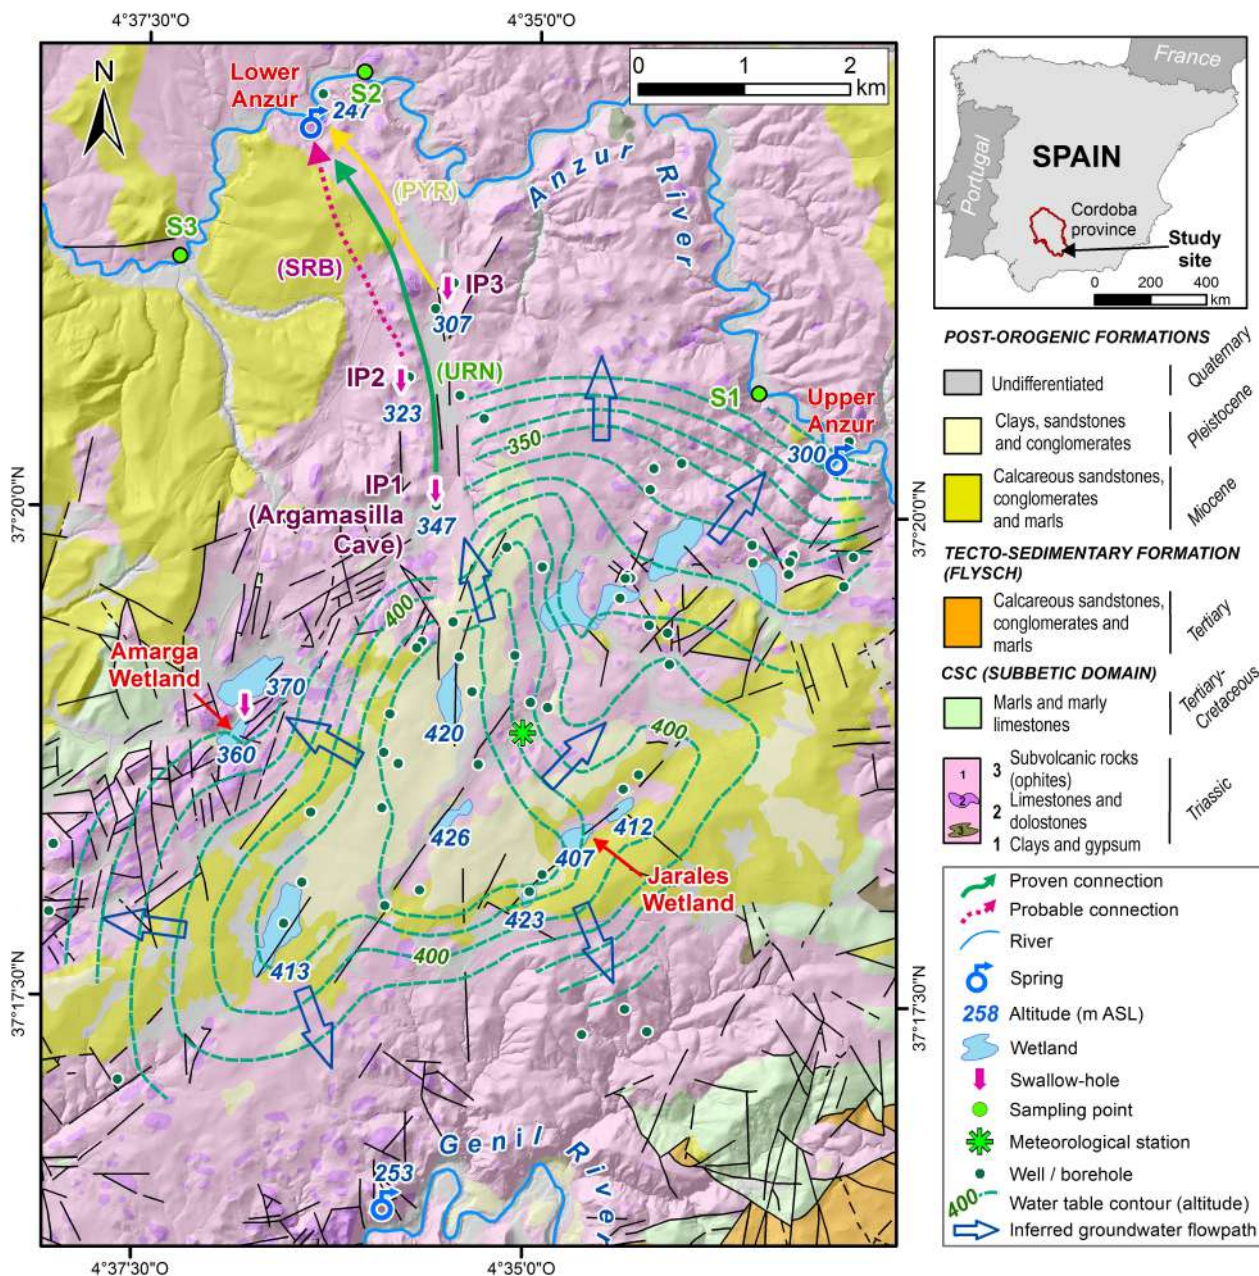 4°37'30"O
4°35'0"O
N
0
1
2
km
Lower
Anzur
S2
247
Anzur
River
(PYR)
S3
(SRB)
IP3
307
(URN)
IP2
323
S1
Upper
Anzur
350
300
IP1
(Argamasilla
Cave)
347
37°20'0"N
37°20'0"N
400
Amarga
Wetland
370
360
420
400
426
412
407
Jarales
Wetland
423
400
413
37°17'30"N
37°17'30"N
Genil
River
253
4°37'30"O
4°35'0"O
France
Portugal
SPAIN
Cordoba
province
Study
site
0 200 400
km
POST-OROGENIC FORMATIONS
Undifferentiated
Quaternary
Clays, sandstones
and conglomerates
Pleistocene
Calcareous sandstones,
conglomerates
and marls
Miocene
TECTO-SEDIMENTARY FORMATION
(FLYSCH)
Calcareous sandstones,
conglomerates and
marls
Tertiary
CSC (SUBBETIC DOMAIN)
Marls and marly
limestones
Tertiary-
Cretaceous
1
2
3
3 Subvolcanic rocks
(ophites)
2 Limestones and
dolostones
1 Clays and gypsum
Triassic
Proven connection
Probable connection
River
Spring
258 Altitude (m ASL)
Wetland
Swallow-hole
Sampling point
Meteorological station
Well / borehole
400 Water table contour (altitude)
Inferred groundwater flowpath